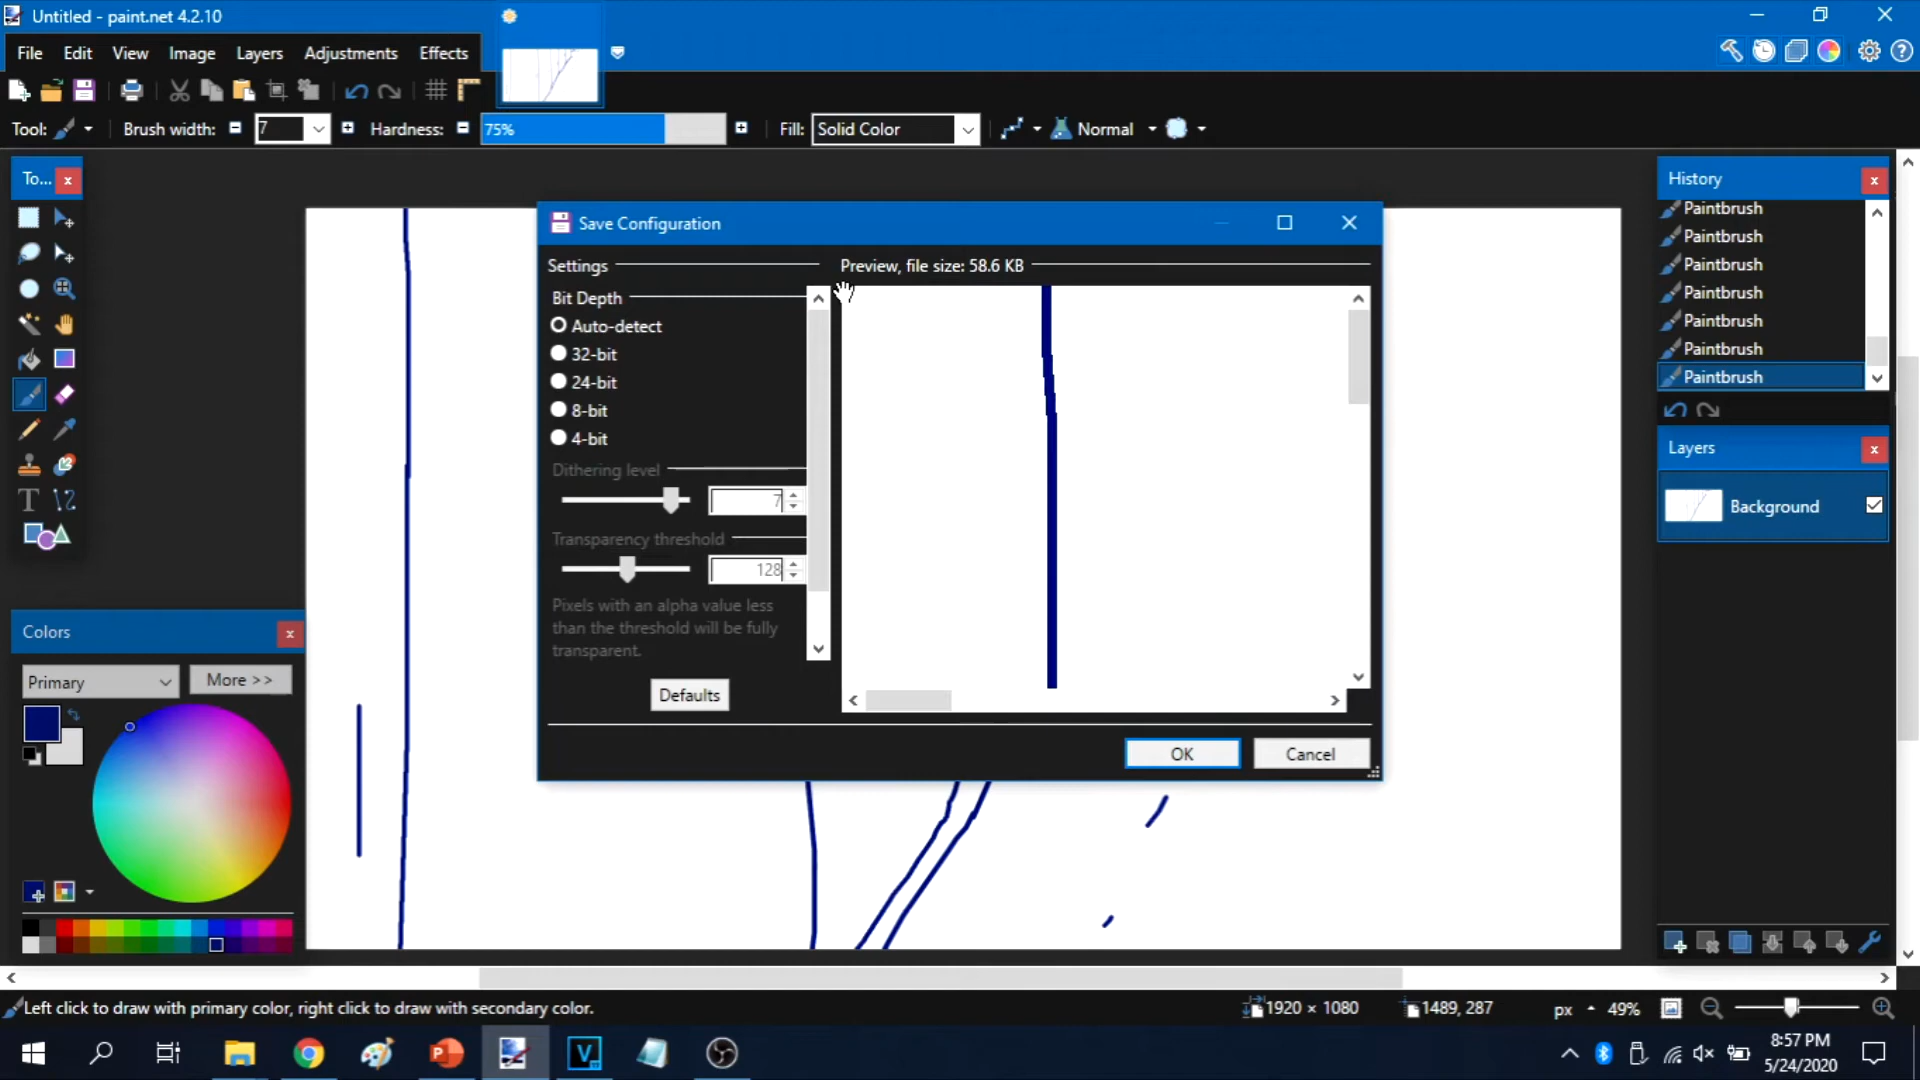 Untitled - paint.net 4.2.10
File Edit View Image Layers Adjustments Effects
Tool: Brush width: 7 Hardness: 75% Fill: Solid Color Normal
To...
History
Paintbrush
Paintbrush
Paintbrush
Paintbrush
Paintbrush
Paintbrush
Paintbrush
Save Configuration
Settings
Preview, file size: 58.6 KB
Bit Depth
Auto-detect
32-bit
24-bit
8-bit
4-bit
Dithering level
7
Transparency threshold
128
Pixels with an alpha value less
than the threshold will be fully
transparent.
Defaults
OK Cancel
Layers
Background
Colors
Primary More >>
Left click to draw with primary color, right click to draw with secondary color.
1920 × 1080 1489, 287 px 49%
8:57 PM
5/24/2020